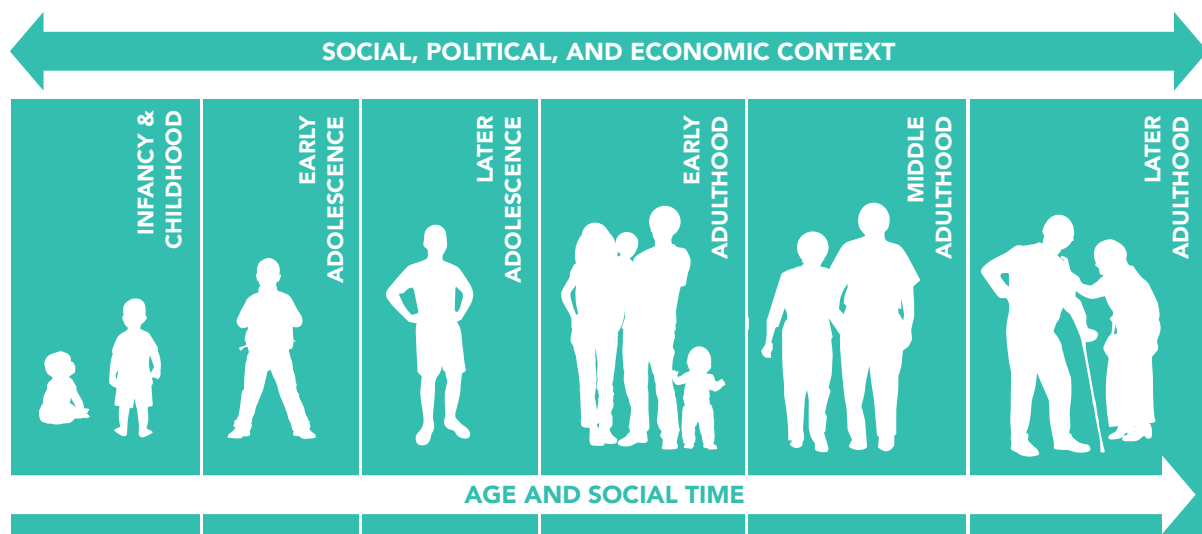 SOCIAL, POLITICAL, AND ECONOMIC CONTEXT
INFANCY &
CHILDHOOD
EARLY
ADOLESCENCE
LATER
ADOLESCENCE
EARLY
ADULTHOOD
MIDDLE
ADULTHOOD
LATER
ADULTHOOD
AGE AND SOCIAL TIME